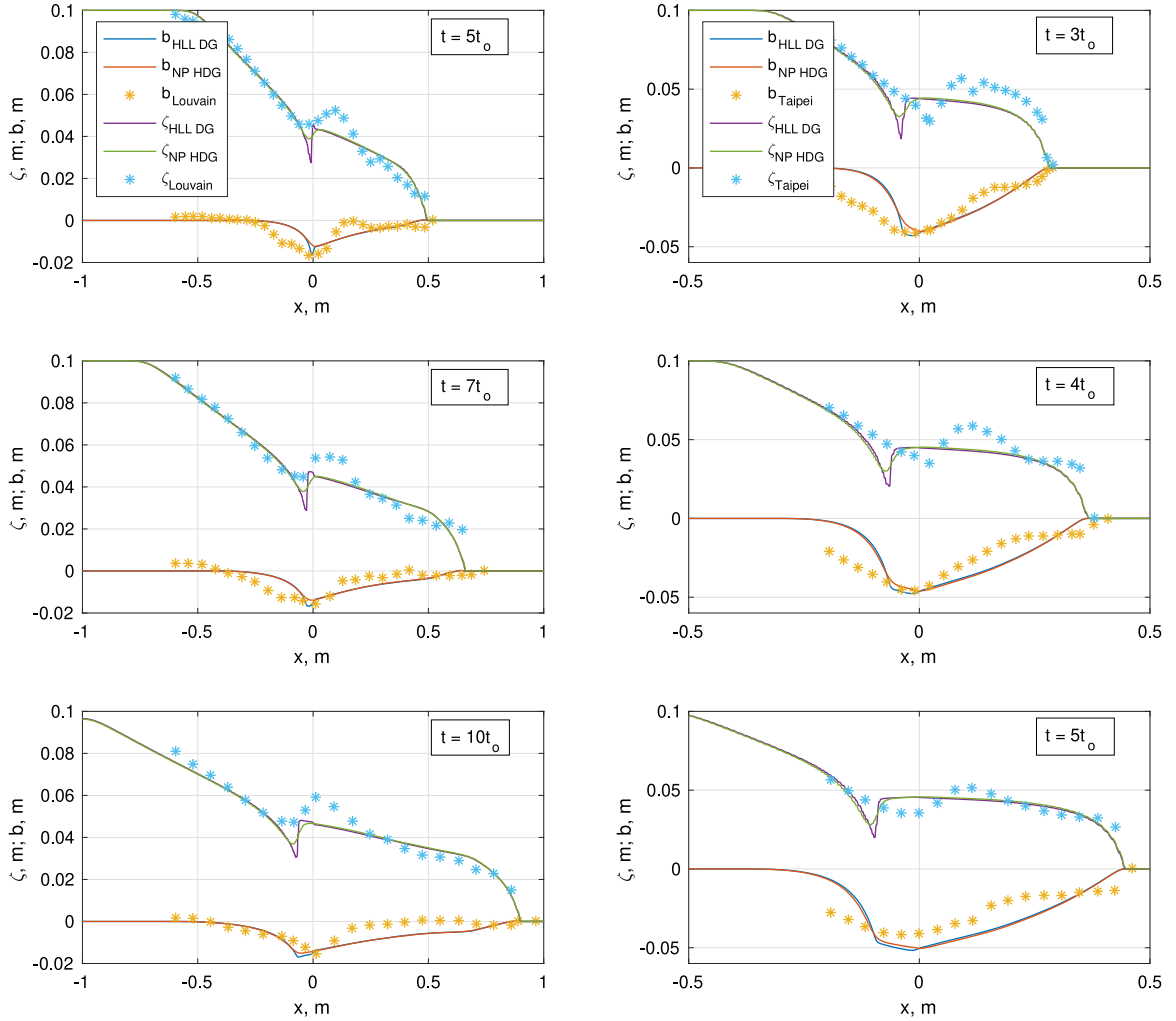 0.1
0.08
0.06
0.04
0.02
0
-0.02
-1
-0.5
0
0.5
1
ζ, m; b, m
x, m
t = 5t_o
b_HLL DG
b_NP HDG
b_Louvain
ζ_HLL DG
ζ_NP HDG
ζ_Louvain
0.1
0.05
0
-0.05
-0.5
0
0.5
ζ, m; b, m
x, m
t = 3t_o
b_HLL DG
b_NP HDG
b_Taipei
ζ_HLL DG
ζ_NP HDG
ζ_Taipei
0.1
0.08
0.06
0.04
0.02
0
-0.02
-1
-0.5
0
0.5
1
ζ, m; b, m
x, m
t = 7t_o
0.1
0.05
0
-0.05
-0.5
0
0.5
ζ, m; b, m
x, m
t = 4t_o
0.1
0.08
0.06
0.04
0.02
0
-0.02
-1
-0.5
0
0.5
1
ζ, m; b, m
x, m
t = 10t_o
0.1
0.05
0
-0.05
-0.5
0
0.5
ζ, m; b, m
x, m
t = 5t_o